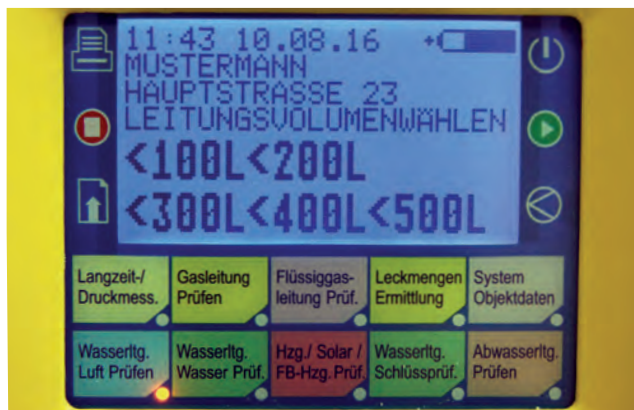 11:43 10.08.16
MUSTERMANN
HAUPTSTRASSE 23
LEITUNGSVOLUMENWÄHLEN
<100L<200L
<300L<400L<500L
Langzeit-/
Druckmess.
Gasleitung
Prüfen
Flüssiggas-
leitung Prüf.
Leckmengen
Ermittlung
System
Objektdaten
Wasserltg.
Luft Prüfen
Wasserltg.
Wasser Prüf.
Hzg./ Solar /
FB-Hzg. Prüf.
Wasserltg.
Schlüssprüf.
Abwasserltg.
Prüfen